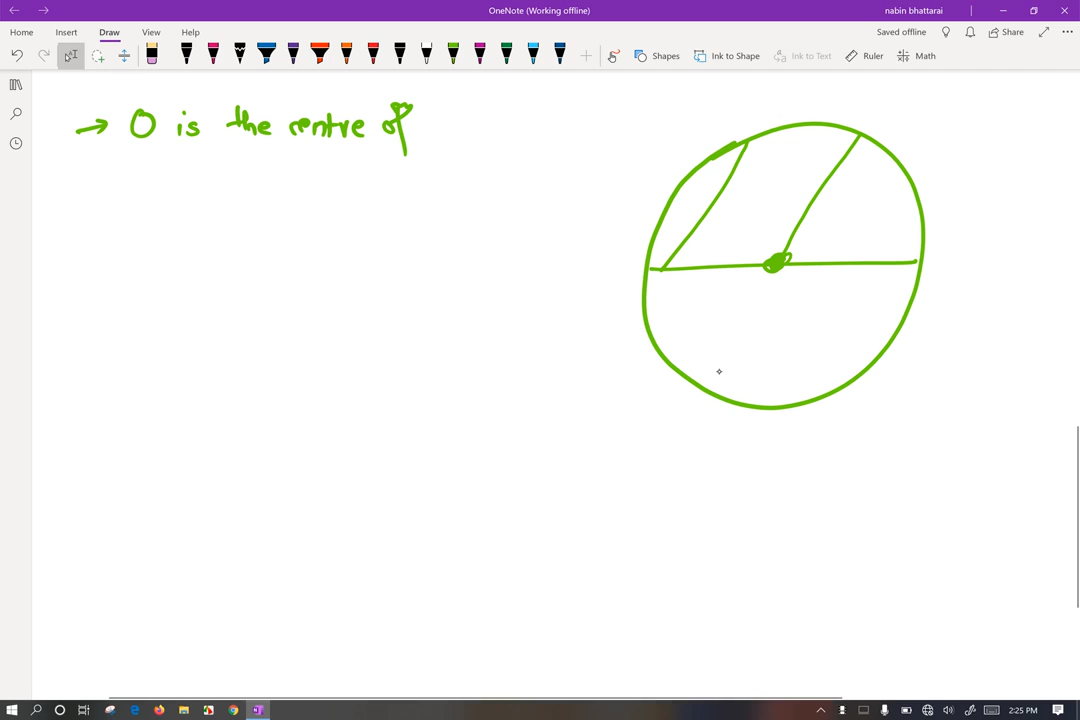 OneNote (Working offline)
nabin bhattarai
Home Insert Draw View Help
Saved offline
Share
Shapes Ink to Shape Ink to Text Ruler Math
→ O is the centre of
2:25 PM